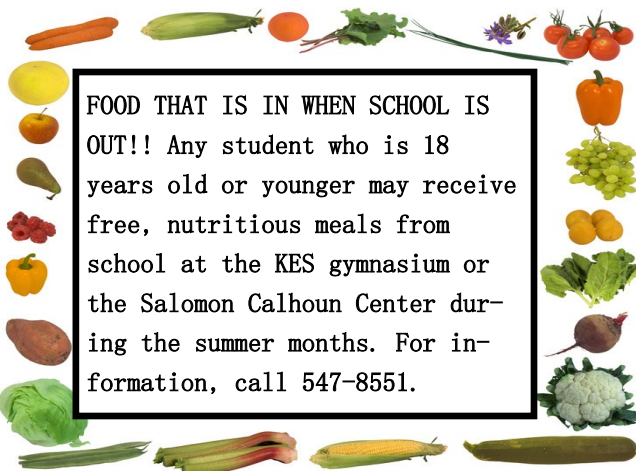 FOOD THAT IS IN WHEN SCHOOL IS
OUT!! Any student who is 18
years old or younger may receive
free, nutritious meals from
school at the KES gymnasium or
the Salomon Calhoun Center dur-
ing the summer months. For in-
formation, call 547-8551.